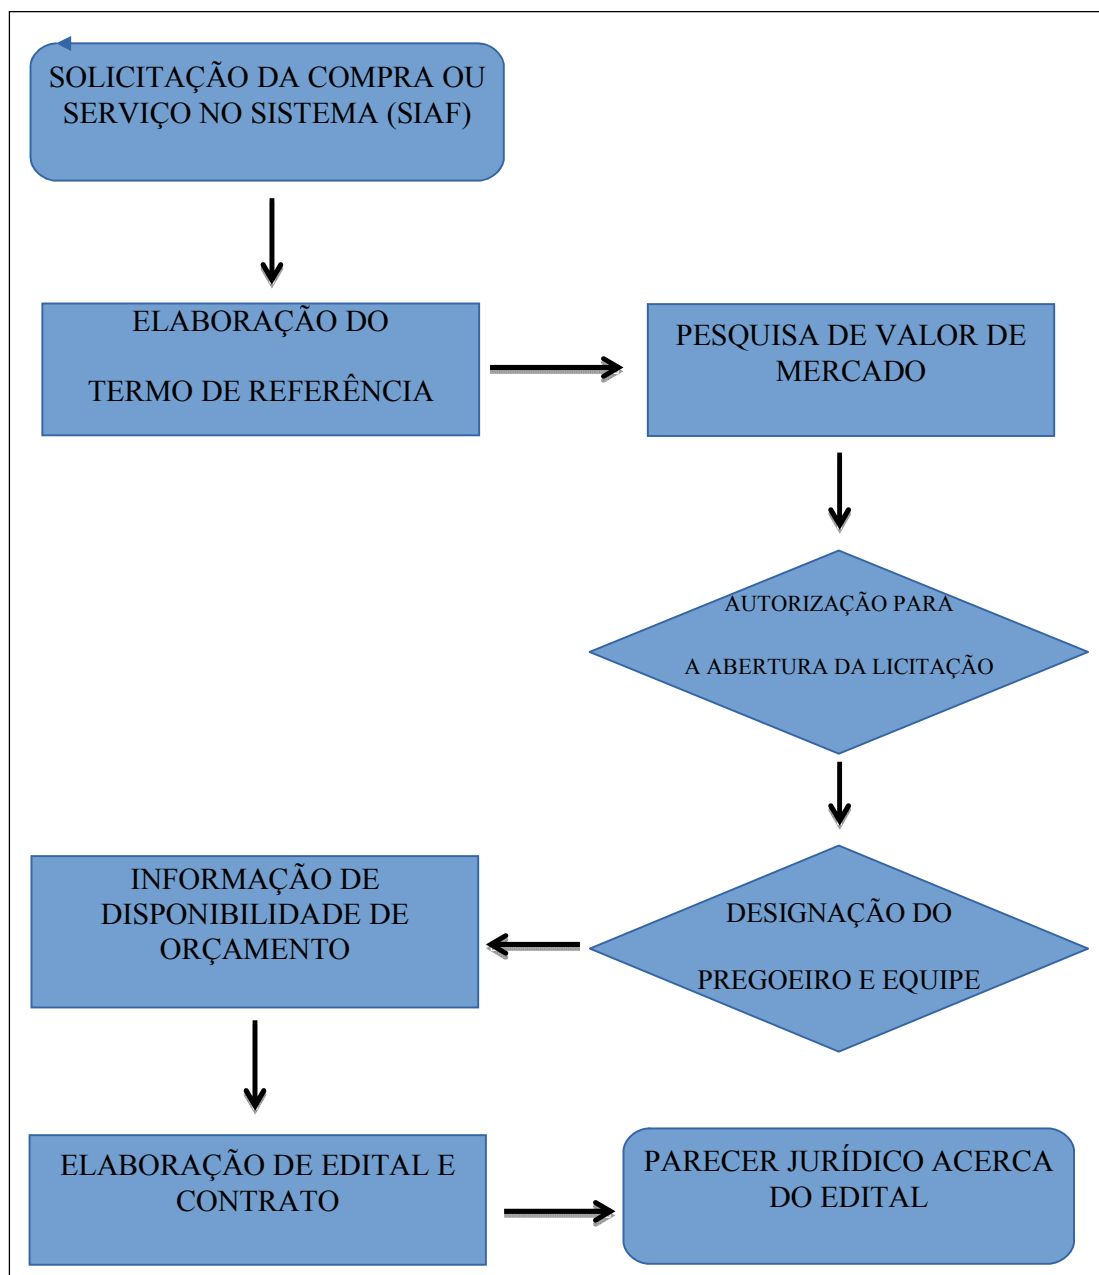 SOLICITAÇÃO DA COMPRA OU
SERVIÇO NO SISTEMA (SIAF)
ELABORAÇÃO DO
TERMO DE REFERÊNCIA
PESQUISA DE VALOR DE
MERCADO
AUTORIZAÇÃO PARA
A ABERTURA DA LICITAÇÃO
DESIGNAÇÃO DO
PREGOEIRO E EQUIPE
INFORMAÇÃO DE
DISPONIBILIDADE DE
ORÇAMENTO
ELABORAÇÃO DE EDITAL E
CONTRATO
PARECER JURÍDICO ACERCA
DO EDITAL